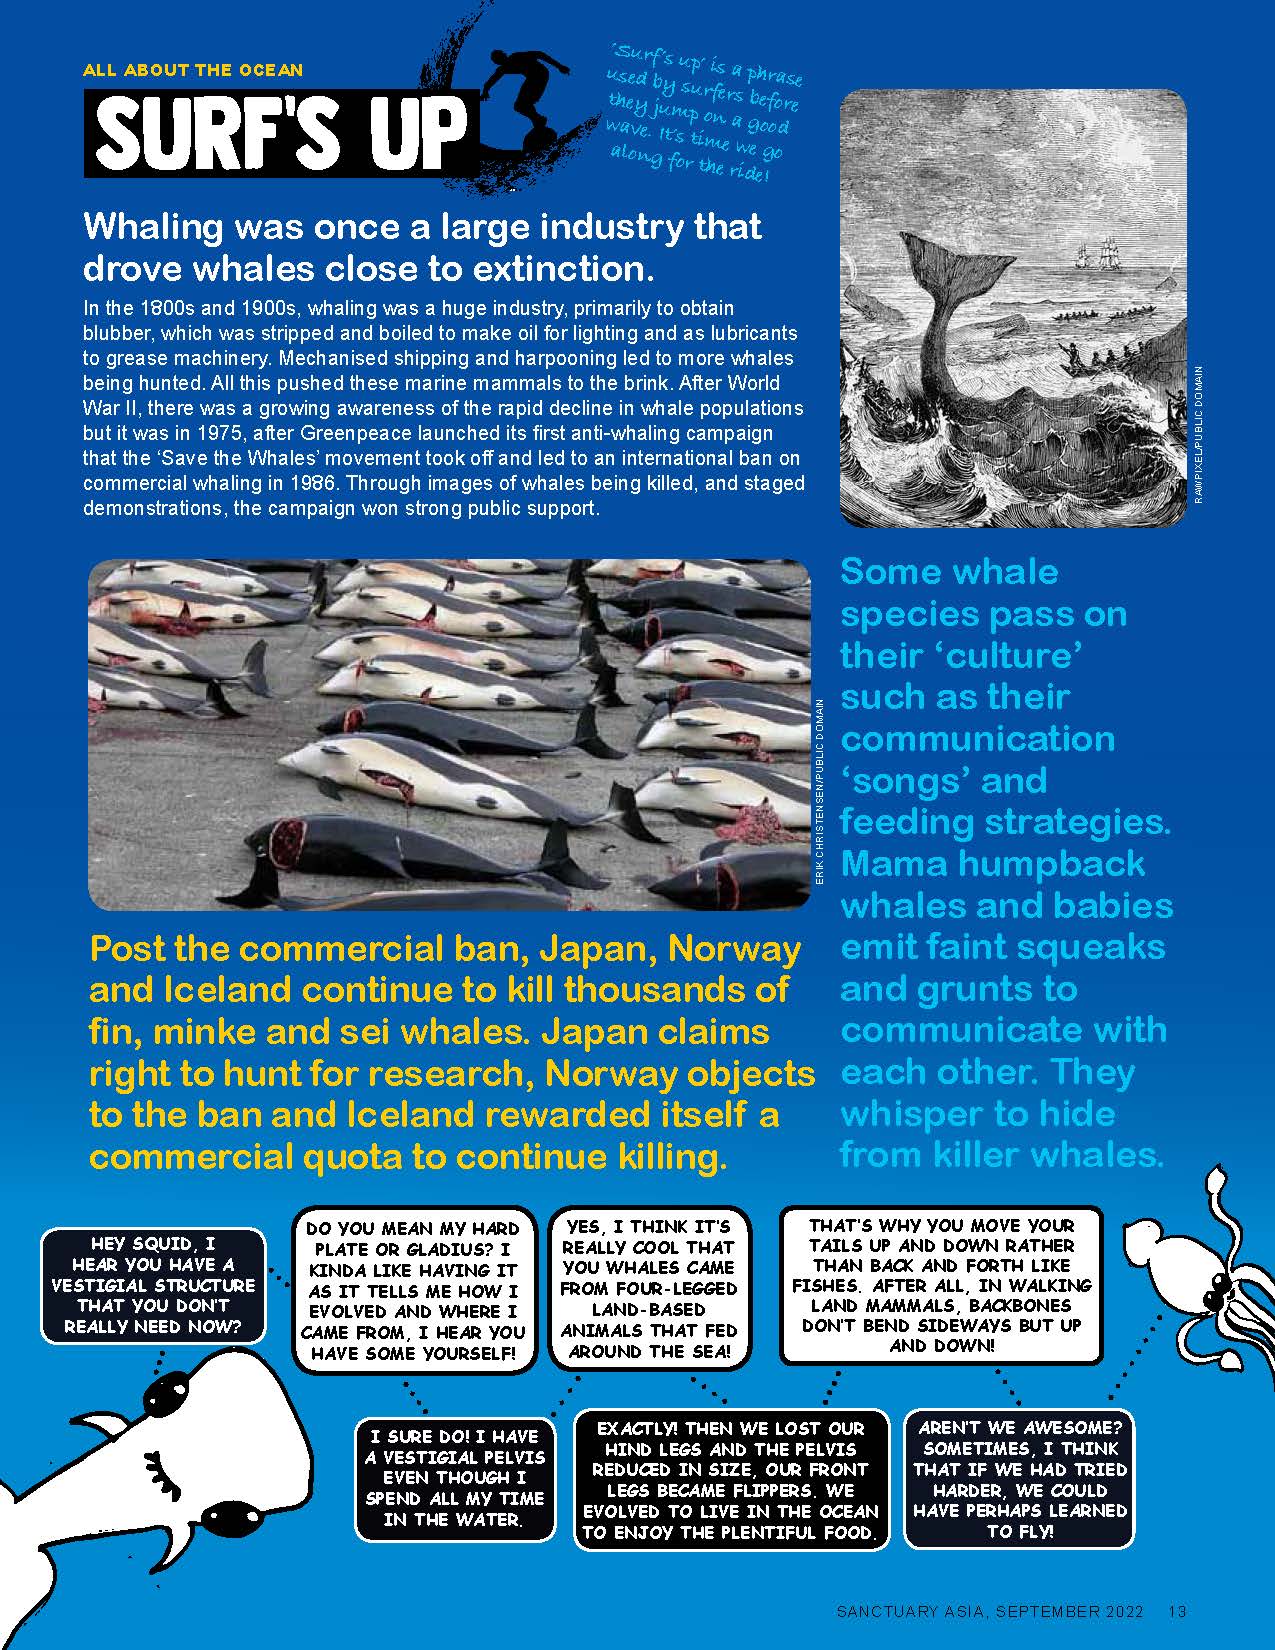 ALL ABOUT THE OCEAN
SURF'S UP
'Surf's up' is a phrase
used by surfers before
they jump on a good
wave. It's time we go
along for the ride!
Whaling was once a large industry that
drove whales close to extinction.
In the 1800s and 1900s, whaling was a huge industry, primarily to obtain
blubber, which was stripped and boiled to make oil for lighting and as lubricants
to grease machinery. Mechanised shipping and harpooning led to more whales
being hunted. All this pushed these marine mammals to the brink. After World
War II, there was a growing awareness of the rapid decline in whale populations
but it was in 1975, after Greenpeace launched its first anti-whaling campaign
that the ‘Save the Whales’ movement took off and led to an international ban on
commercial whaling in 1986. Through images of whales being killed, and staged
demonstrations, the campaign won strong public support.
RAWPIXEL/PUBLIC DOMAIN
ERIK CHRISTENSEN/PUBLIC DOMAIN
Some whale
species pass on
their ‘culture’
such as their
communication
‘songs’ and
feeding strategies.
Mama humpback
whales and babies
emit faint squeaks
and grunts to
communicate with
each other. They
whisper to hide
from killer whales.
Post the commercial ban, Japan, Norway
and Iceland continue to kill thousands of
fin, minke and sei whales. Japan claims
right to hunt for research, Norway objects
to the ban and Iceland rewarded itself a
commercial quota to continue killing.
HEY SQUID, I
HEAR YOU HAVE A
VESTIGIAL STRUCTURE
THAT YOU DON'T
REALLY NEED NOW?
DO YOU MEAN MY HARD
PLATE OR GLADIUS? I
KINDA LIKE HAVING IT
AS IT TELLS ME HOW I
EVOLVED AND WHERE I
CAME FROM, I HEAR YOU
HAVE SOME YOURSELF!
I SURE DO! I HAVE
A VESTIGIAL PELVIS
EVEN THOUGH I
SPEND ALL MY TIME
IN THE WATER.
YES, I THINK IT'S
REALLY COOL THAT
YOU WHALES CAME
FROM FOUR-LEGGED
LAND-BASED
ANIMALS THAT FED
AROUND THE SEA!
EXACTLY! THEN WE LOST OUR
HIND LEGS AND THE PELVIS
REDUCED IN SIZE, OUR FRONT
LEGS BECAME FLIPPERS. WE
EVOLVED TO LIVE IN THE OCEAN
TO ENJOY THE PLENTIFUL FOOD.
THAT'S WHY YOU MOVE YOUR
TAILS UP AND DOWN RATHER
THAN BACK AND FORTH LIKE
FISHES. AFTER ALL, IN WALKING
LAND MAMMALS, BACKBONES
DON'T BEND SIDEWAYS BUT UP
AND DOWN!
AREN'T WE AWESOME?
SOMETIMES, I THINK
THAT IF WE HAD TRIED
HARDER, WE COULD
HAVE PERHAPS LEARNED
TO FLY!
SANCTUARY ASIA, SEPTEMBER 2022 13